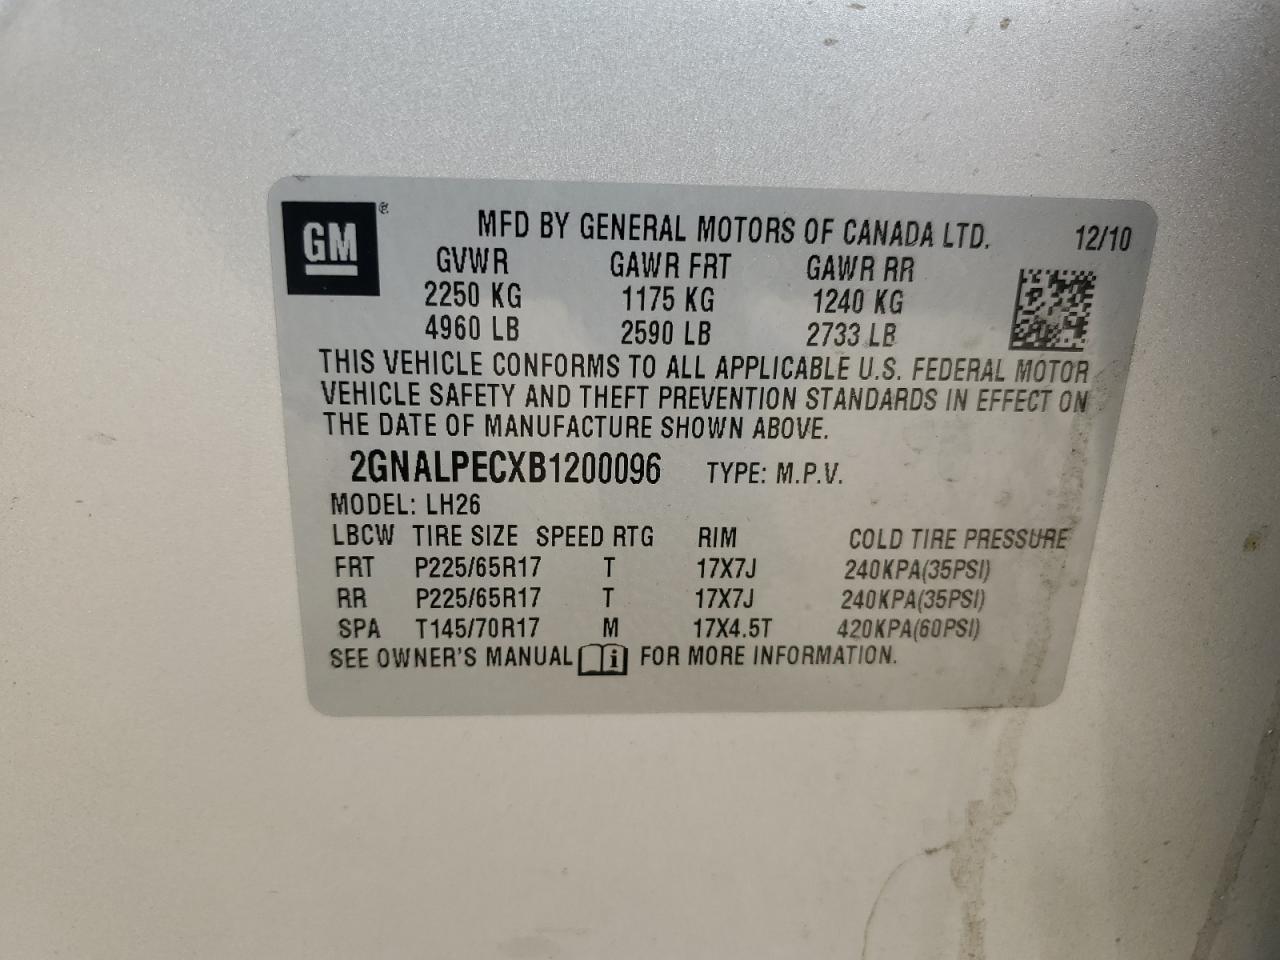 GM ® MFD BY GENERAL MOTORS OF CANADA LTD. 12/10
GVWR GAWR FRT GAWR RR
2250 KG 1175 KG 1240 KG
4960 LB 2590 LB 2733 LB
THIS VEHICLE CONFORMS TO ALL APPLICABLE U.S. FEDERAL MOTOR
VEHICLE SAFETY AND THEFT PREVENTION STANDARDS IN EFFECT ON
THE DATE OF MANUFACTURE SHOWN ABOVE.
2GNALPECXB1200096 TYPE: M.P.V.
MODEL: LH26
LBCW TIRE SIZE SPEED RTG RIM COLD TIRE PRESSURE
FRT P225/65R17 T 17X7J 240KPA(35PSI)
RR P225/65R17 T 17X7J 240KPA(35PSI)
SPA T145/70R17 M 17X4.5T 420KPA(60PSI)
SEE OWNER'S MANUAL i FOR MORE INFORMATION.